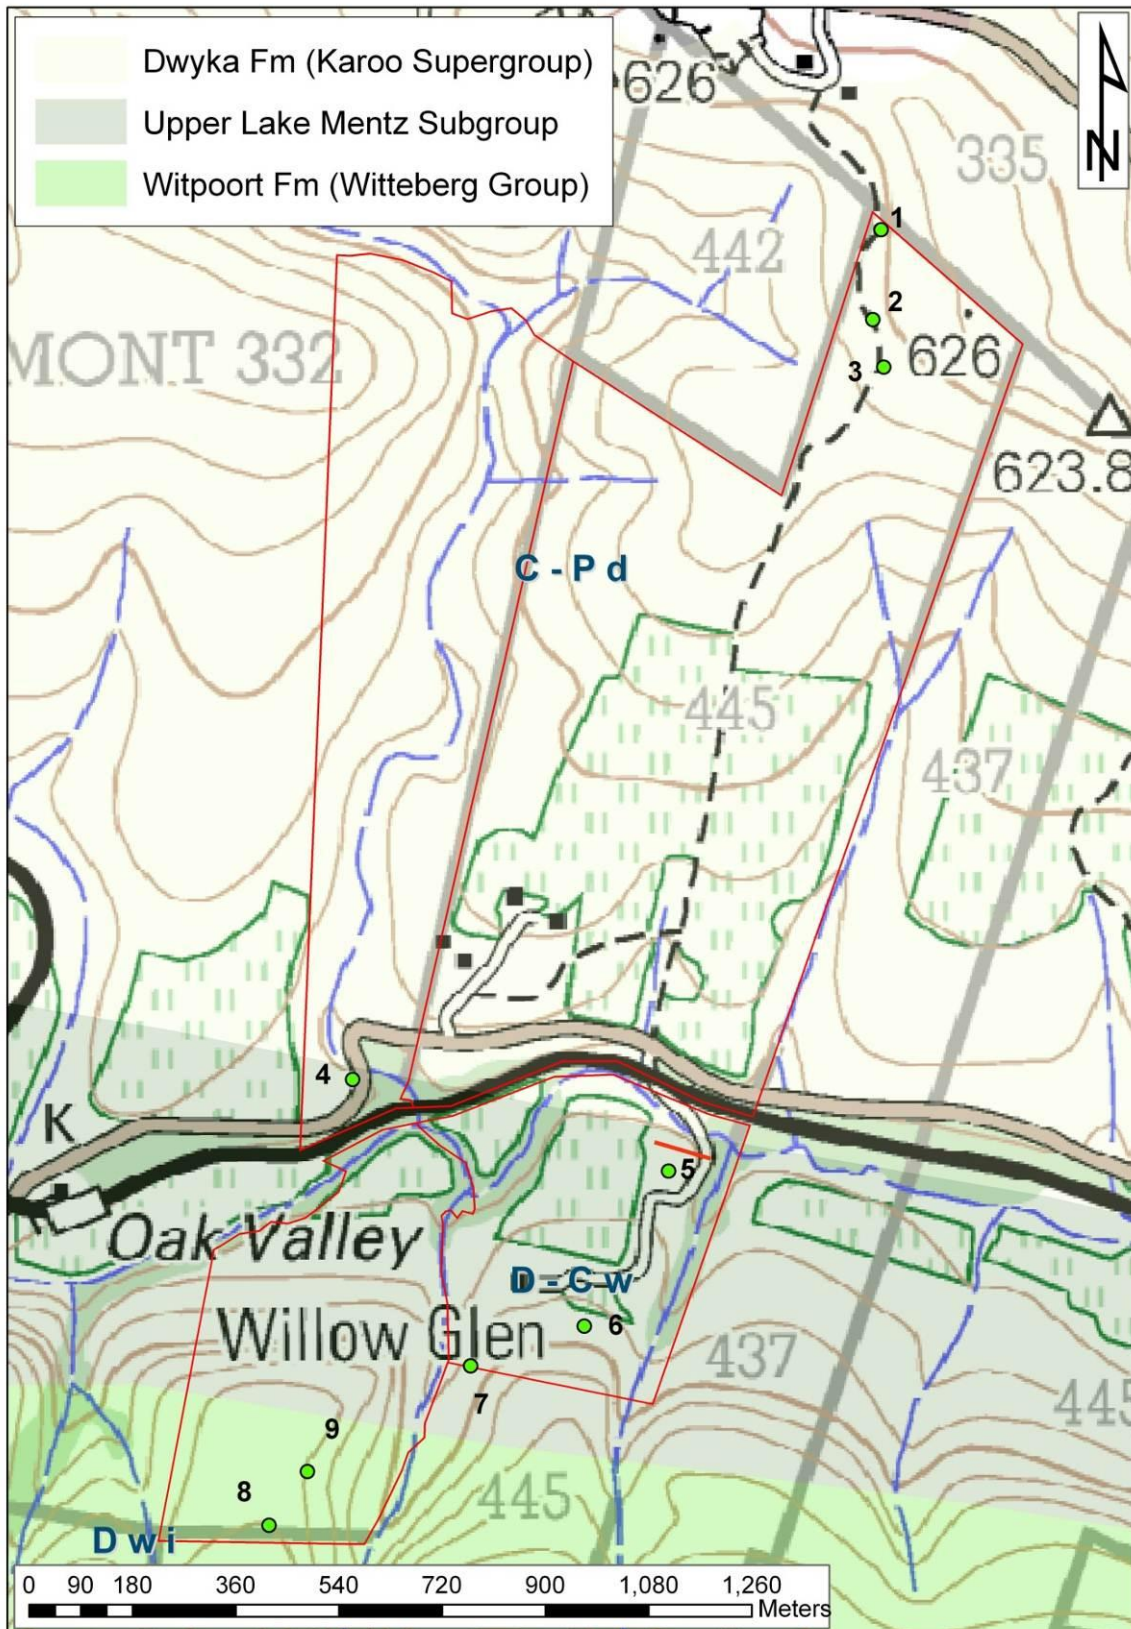 Dwyka Fm (Karoo Supergroup)
Upper Lake Mentz Subgroup
Witpoort Fm (Witteberg Group)
N
626
335
1
442
2
MONT 332
3
626
623.8
C - P d
445
437
4
K
5
Oak Valley
D - C w
Willow Glen
6
437
7
445
9
8
445
D w i
0 90 180 360 540 720 900 1,080 1,260
Meters